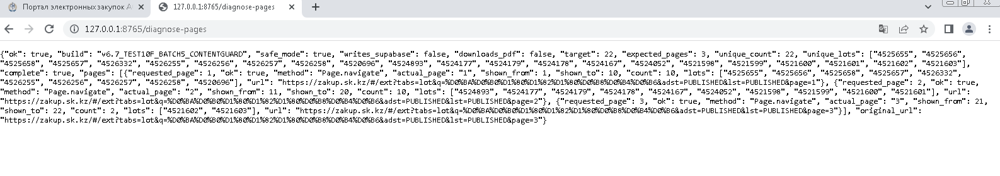 Портал электронных закупок А
127.0.0.1:8765/diagnose-pages
127.0.0.1:8765/diagnose-pages
{"ok": true, "build": "v6.7_TEST10F_BATCH5_CONTENTGUARD", "safe_mode": true, "writes_supabase": false, "downloads_pdf": false, "target": 22, "expected_pages": 3, "unique_count": 22, "unique_lots": ["4525655", "4525656",
"4525658", "4525657", "4526332", "4526255", "4526256", "4526257", "4526258", "4520696", "4524893", "4524177", "4524179", "4524178", "4524167", "4524052", "4521598", "4521599", "4521600", "4521601", "4521602", "4521603"],
"complete": true, "pages": [{"requested_page": 1, "ok": true, "method": "Page.navigate", "actual_page": "1", "shown_from": 1, "shown_to": 10, "count": 10, "lots": ["4525655", "4525656", "4525658", "4525657", "4526332",
"4526255", "4526256", "4526257", "4526258", "4520696"], "url": "https://zakup.sk.kz/#/ext?tabs=lot&q=%D0%BA%D0%B0%D1%80%D1%82%D1%80%D0%B8%D0%B4%D0%B6&adst=PUBLISHED&lst=PUBLISHED&page=1"}, {"requested_page": 2, "ok": true,
"method": "Page.navigate", "actual_page": "2", "shown_from": 11, "shown_to": 20, "count": 10, "lots": ["4524893", "4524177", "4524179", "4524178", "4524167", "4524052", "4521598", "4521599", "4521600", "4521601"], "url":
"https://zakup.sk.kz/#/ext?tabs=lot&q=%D0%BA%D0%B0%D1%80%D1%82%D1%80%D0%B8%D0%B4%D0%B6&adst=PUBLISHED&lst=PUBLISHED&page=2"}, {"requested_page": 3, "ok": true, "method": "Page.navigate", "actual_page": "3", "shown_from": 21,
"shown_to": 22, "count": 2, "lots": ["4521602", "4521603"], "url": "https://zakup.sk.kz/#/ext?tabs=lot&q=%D0%BA%D0%B0%D1%80%D1%82%D1%80%D0%B8%D0%B4%D0%B6&adst=PUBLISHED&lst=PUBLISHED&page=3"}], "original_url":
"https://zakup.sk.kz/#/ext?tabs=lot&q=%D0%BA%D0%B0%D1%80%D1%82%D1%80%D0%B8%D0%B4%D0%B6&adst=PUBLISHED&lst=PUBLISHED&page=3"}